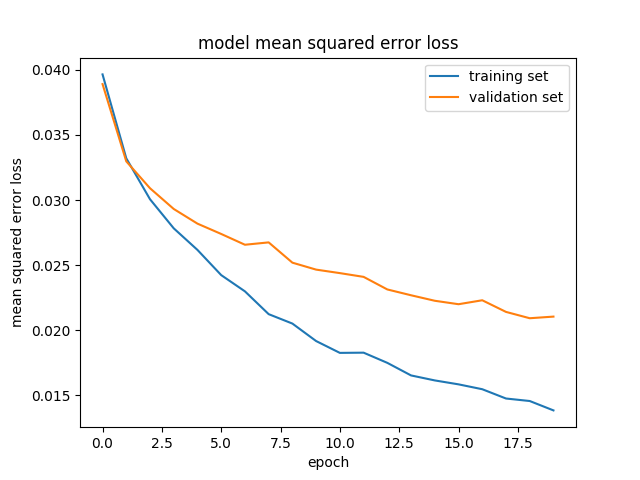 model mean squared error loss
training set
validation set
0.040
0.035
0.030
0.025
0.020
0.015
mean squared error loss
0.0 2.5 5.0 7.5 10.0 12.5 15.0 17.5
epoch